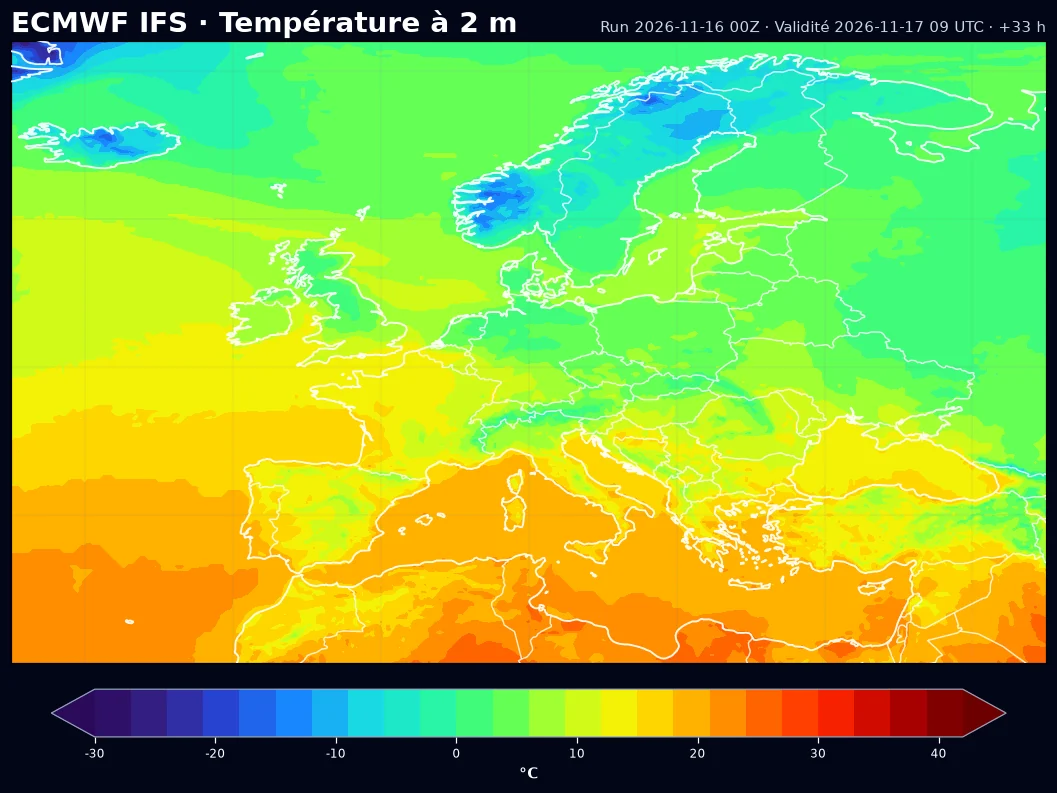 ECMWF IFS · Température à 2 m
Run 2026-11-16 00Z · Validité 2026-11-17 09 UTC · +33 h
-30 -20 -10 0 10 20 30 40
°C